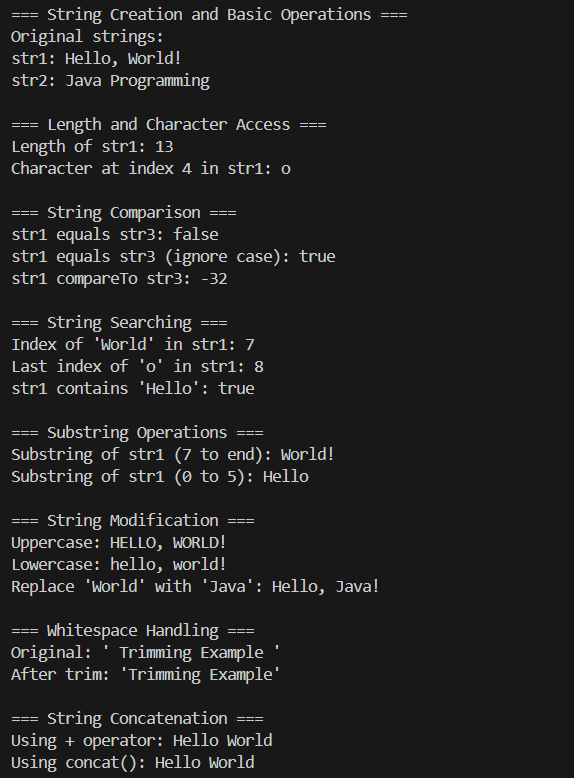 === String Creation and Basic Operations ===
Original strings:
str1: Hello, World!
str2: Java Programming

=== Length and Character Access ===
Length of str1: 13
Character at index 4 in str1: o

=== String Comparison ===
str1 equals str3: false
str1 equals str3 (ignore case): true
str1 compareTo str3: -32

=== String Searching ===
Index of 'World' in str1: 7
Last index of 'o' in str1: 8
str1 contains 'Hello': true

=== Substring Operations ===
Substring of str1 (7 to end): World!
Substring of str1 (0 to 5): Hello

=== String Modification ===
Uppercase: HELLO, WORLD!
Lowercase: hello, world!
Replace 'World' with 'Java': Hello, Java!

=== Whitespace Handling ===
Original: ' Trimming Example '
After trim: 'Trimming Example'

=== String Concatenation ===
Using + operator: Hello World
Using concat(): Hello World